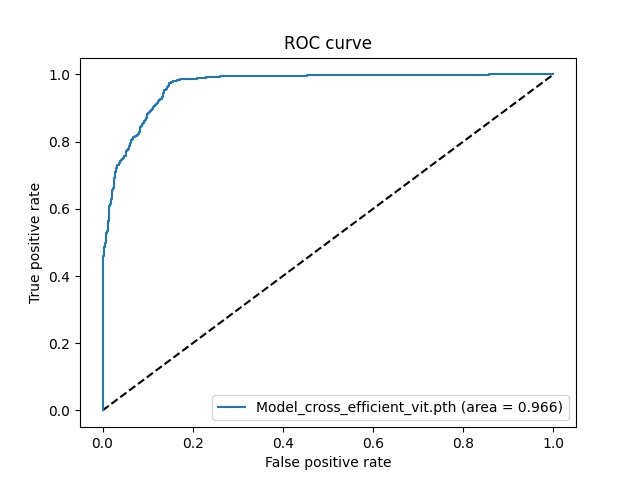 ROC curve
1.0
0.8
0.6
0.4
0.2
0.0
True positive rate
Model_cross_efficient_vit.pth (area = 0.966)
0.0 0.2 0.4 0.6 0.8 1.0
False positive rate